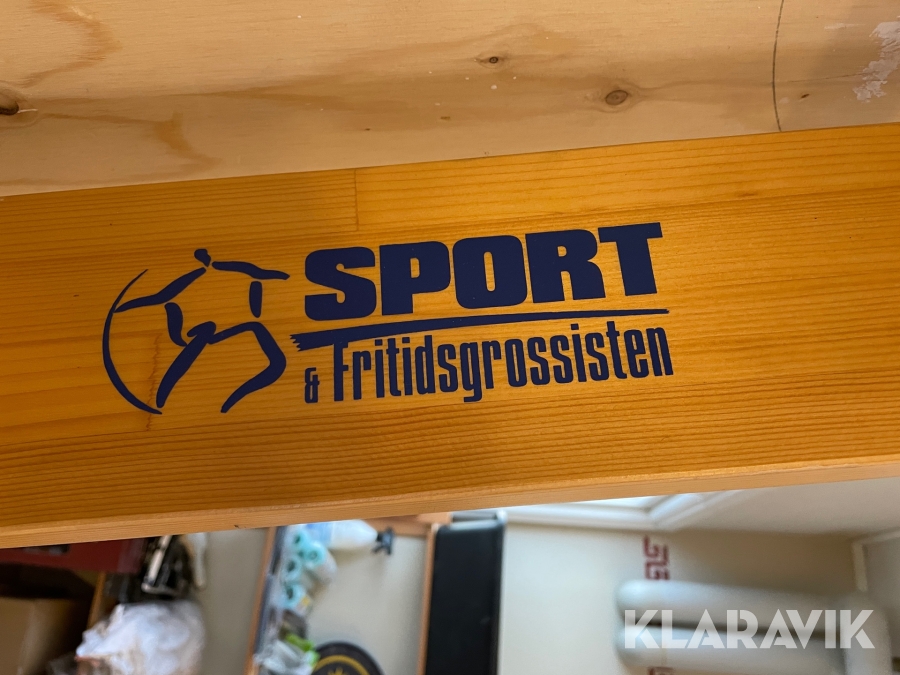 SPORT
& Fritidsgrossisten
KLARAVIK